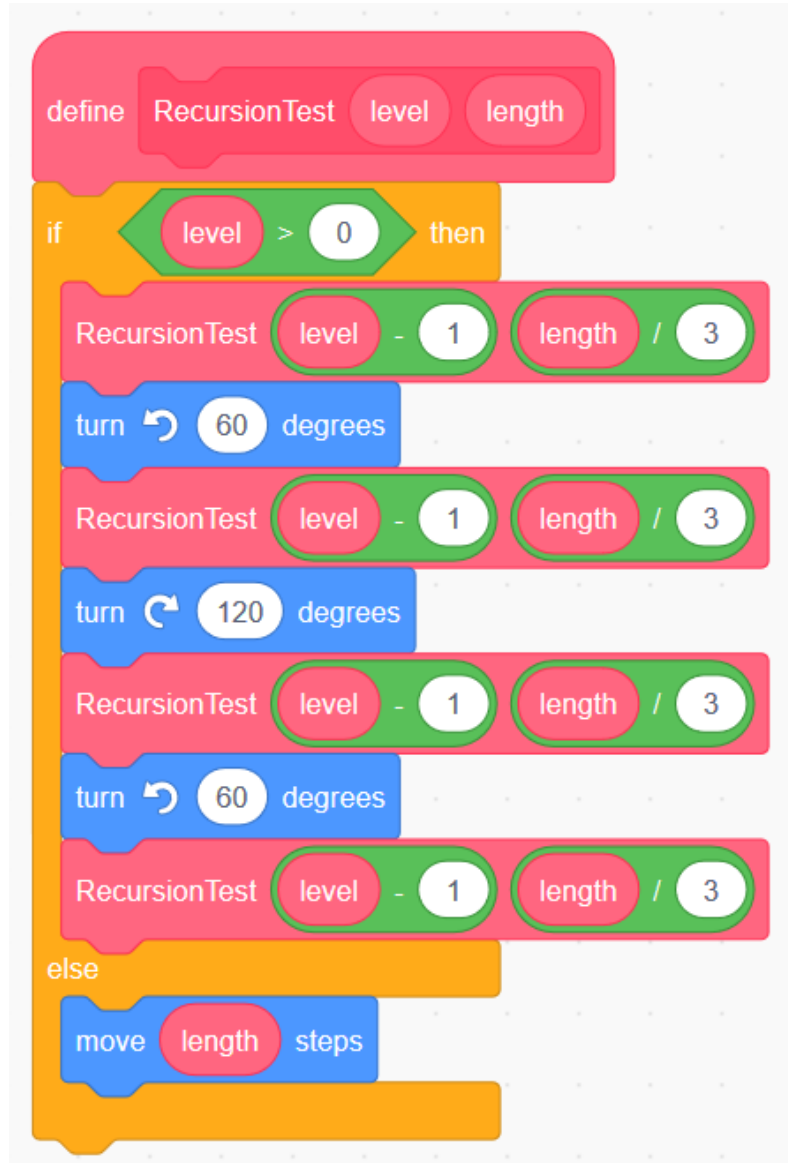 define RecursionTest level length
if level > 0 then
RecursionTest level - 1 length / 3
turn 60 degrees
RecursionTest level - 1 length / 3
turn 120 degrees
RecursionTest level - 1 length / 3
turn 60 degrees
RecursionTest level - 1 length / 3
else
move length steps